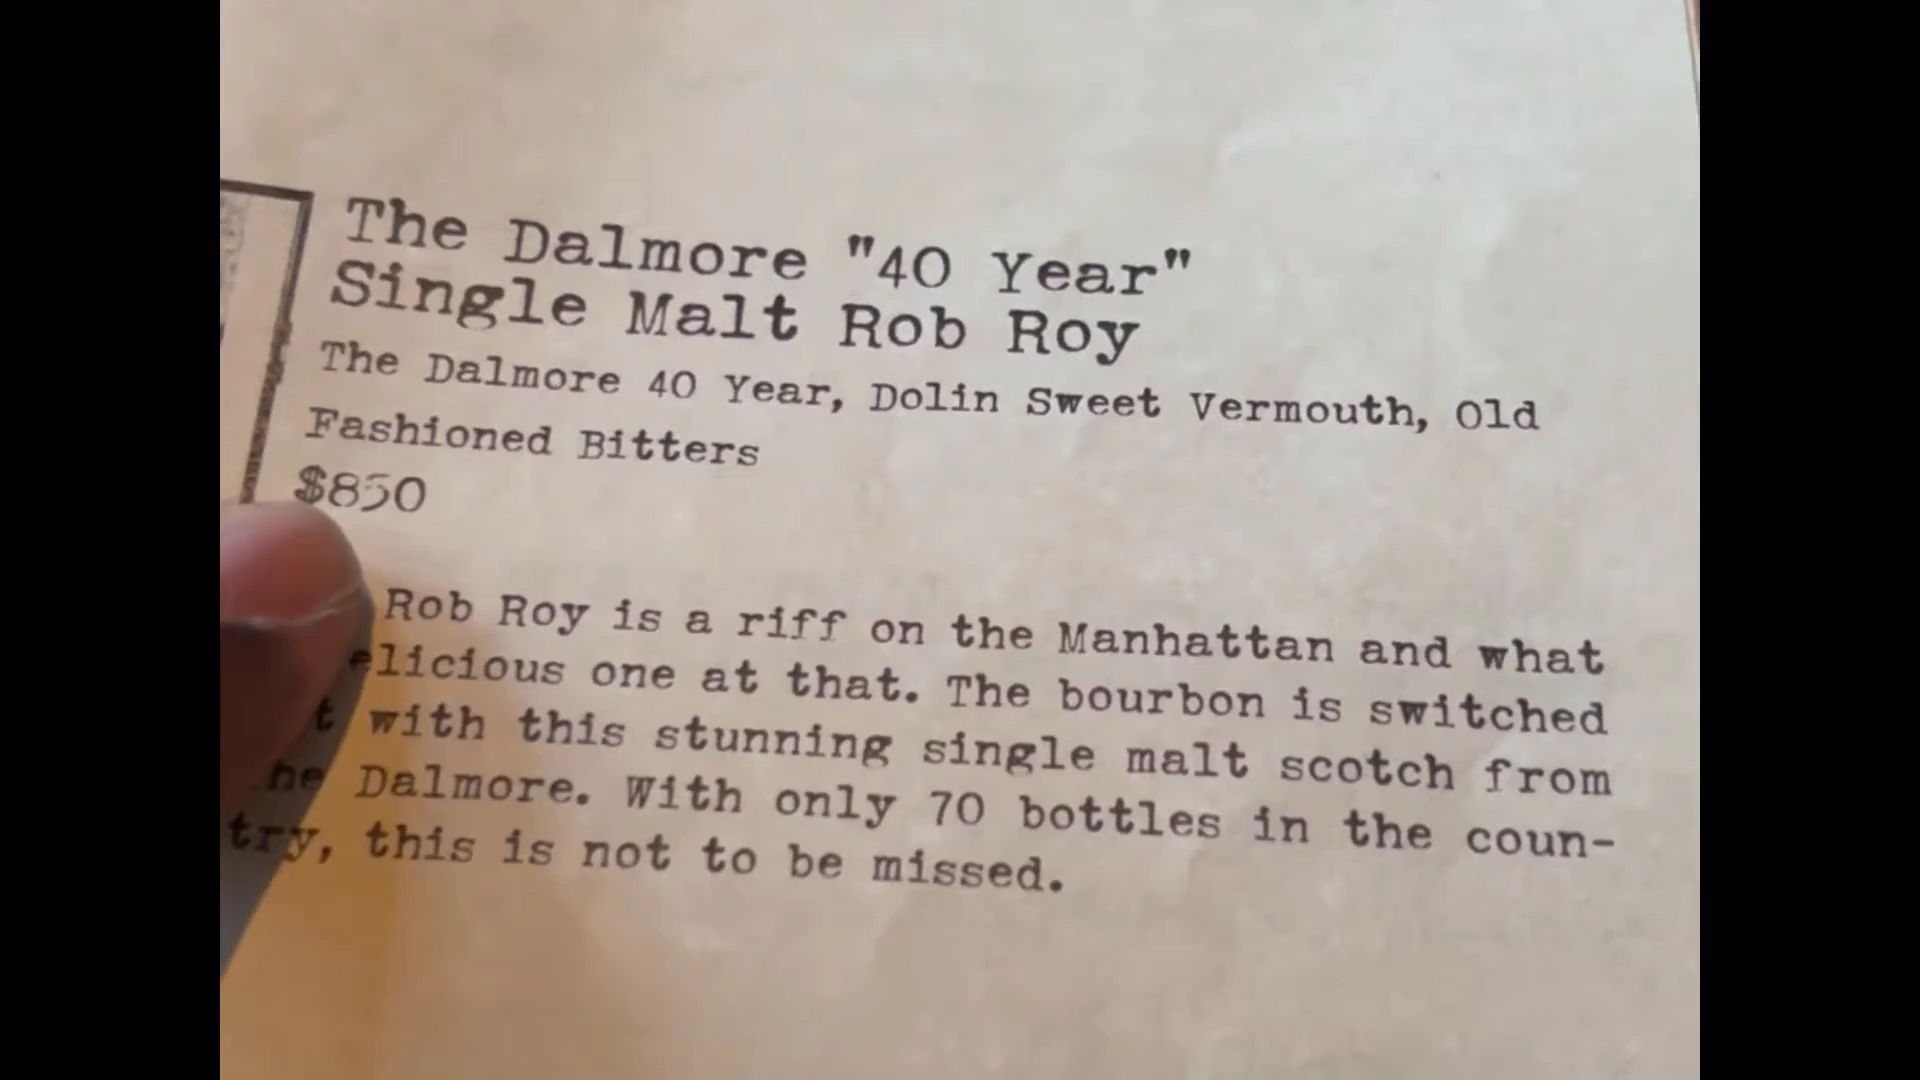 The Dalmore "40 Year"
Single Malt Rob Roy
The Dalmore 40 Year, Dolin Sweet Vermouth, Old
Fashioned Bitters
$850
Rob Roy is a riff on the Manhattan and what
one at that. The bourbon is switched
with this stunning single malt scotch from
Dalmore. With only 70 bottles in the coun-
try, this is not to be missed.